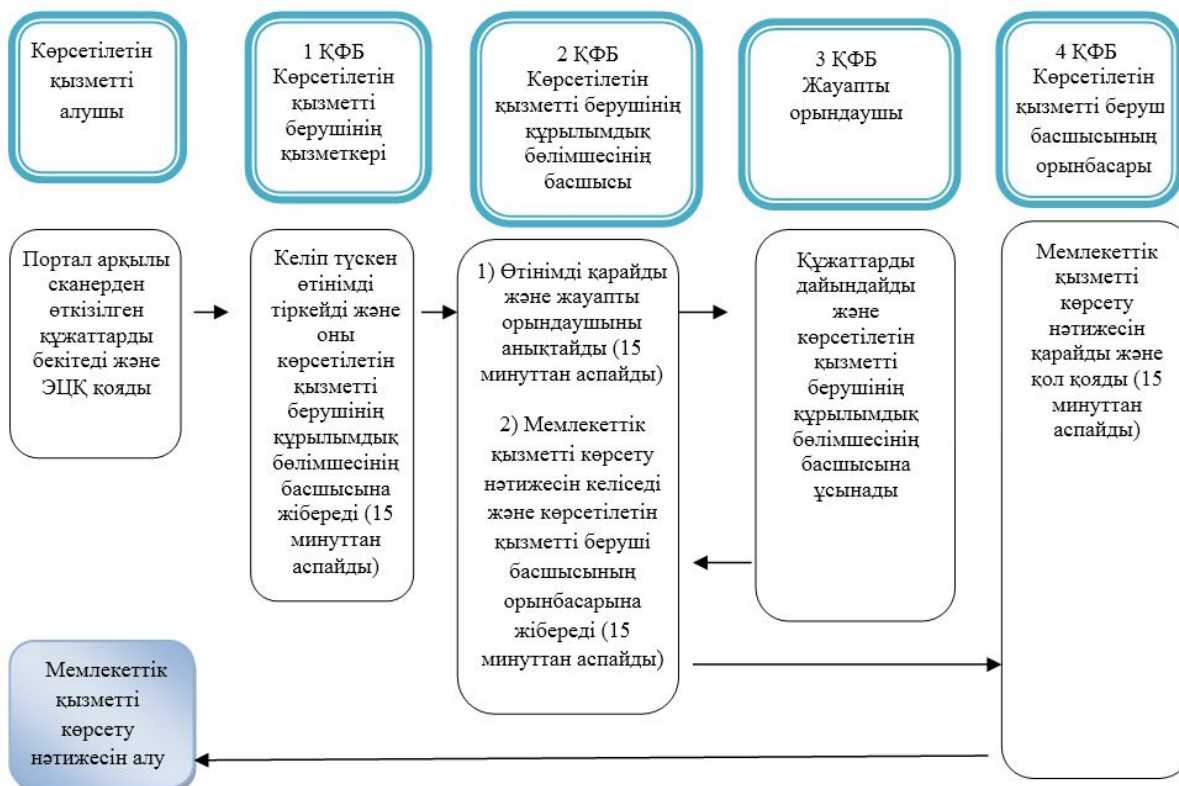 Көрсетілетін
қызметті
алушы
1 ҚФБ
Көрсетілетін
қызметті
берушінің
қызметкері
2 ҚФБ
Көрсетілетін
қызметті берушінің
құрылымдық
бөлімшесінің
басшысы
3 ҚФБ
Жауапты
орындаушы
4 ҚФБ
Көрсетілетін
қызметті беруш
басшысының
орынбасары
Портал арқылы
сканерден
өткізілген
құжаттарды
бекітеді және
ЭЦҚ қояды
Келіп түскен
өтінімді
тіркейді және
оны
көрсетілетін
қызметті
берушінің
құрылымдық
бөлімшесінің
басшысына
жібереді (15
минуттан
аспайды)
1) Өтінімді қарайды
және жауапты
орындаушыны
анықтайды (15
минуттан аспайды)
2) Мемлекеттік
қызметті көрсету
нәтижесін келіседі
және көрсетілетін
қызметті беруші
басшысының
орынбасарына
жібереді (15
минуттан аспайды)
Құжаттарды
дайындайды
және
көрсетілетін
қызметті
берушінің
құрылымдық
бөлімшесінің
басшысына
ұсынады
Мемлекеттік
қызметті
көрсету
нәтижесін
қарайды және
қол қояды (15
минуттан
аспайды)
Мемлекеттік
қызметті
көрсету
нәтижесін алу